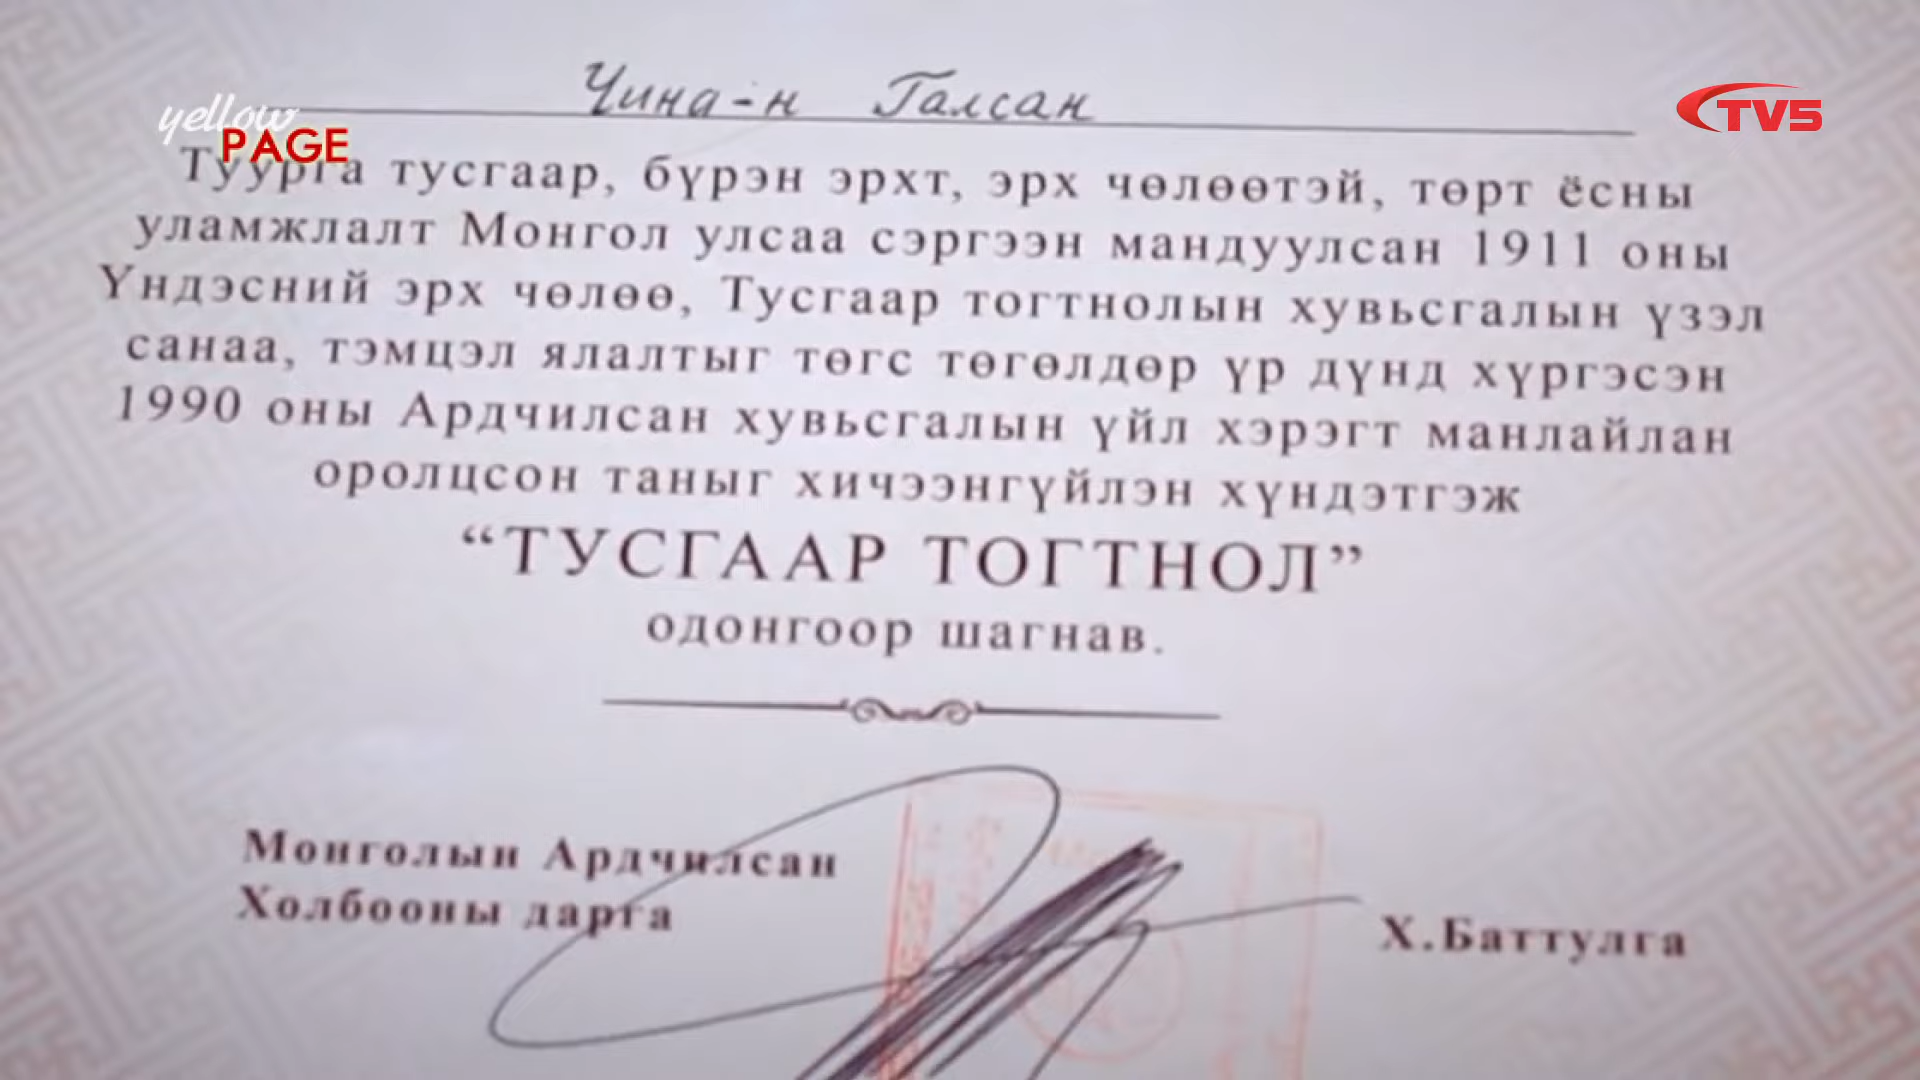 Чина-н Галсан
yellow
PAGE
TV5
Туурга тусгаар, бүрэн эрхт, эрх чөлөөтэй, төрт ёсны
уламжлалт Монгол улсаа сэргээн мандуулсан 1911 оны
Үндэсний эрх чөлөө, Тусгаар тогтнолын хувьсгалын үзэл
санаа, тэмцэл ялалтыг төгс төгөлдөр үр дүнд хүргэсэн
1990 оны Ардчилсан хувьсгалын үйл хэрэгт манлайлан
оролцсон таныг хичээнгүйлэн хүндэтгэж
“ТУСГААР ТОГТНОЛ”
одонгоор шагнав.
Монголын Ардчилсан
Холбооны дарга
Х.Баттулга